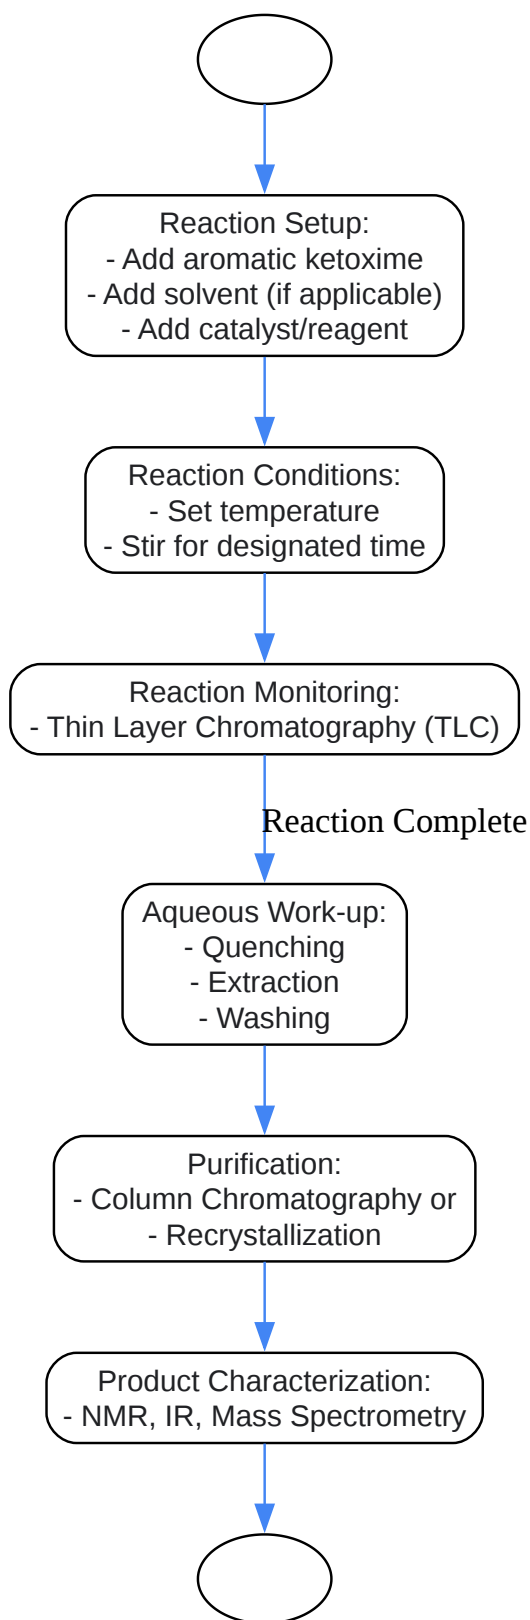 Reaction Setup:
- Add aromatic ketoxime
- Add solvent (if applicable)
- Add catalyst/reagent
Reaction Conditions:
- Set temperature
- Stir for designated time
Reaction Monitoring:
- Thin Layer Chromatography (TLC)
Reaction Complete
Aqueous Work-up:
- Quenching
- Extraction
- Washing
Purification:
- Column Chromatography or
- Recrystallization
Product Characterization:
- NMR, IR, Mass Spectrometry